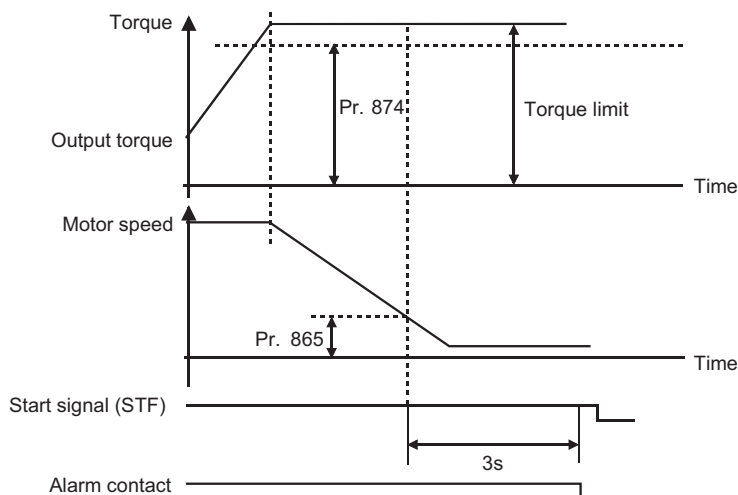 Torque
Pr. 874
Torque limit
Output torque
Time
Motor speed
Pr. 865
Time
Start signal (STF)
3s
Alarm contact